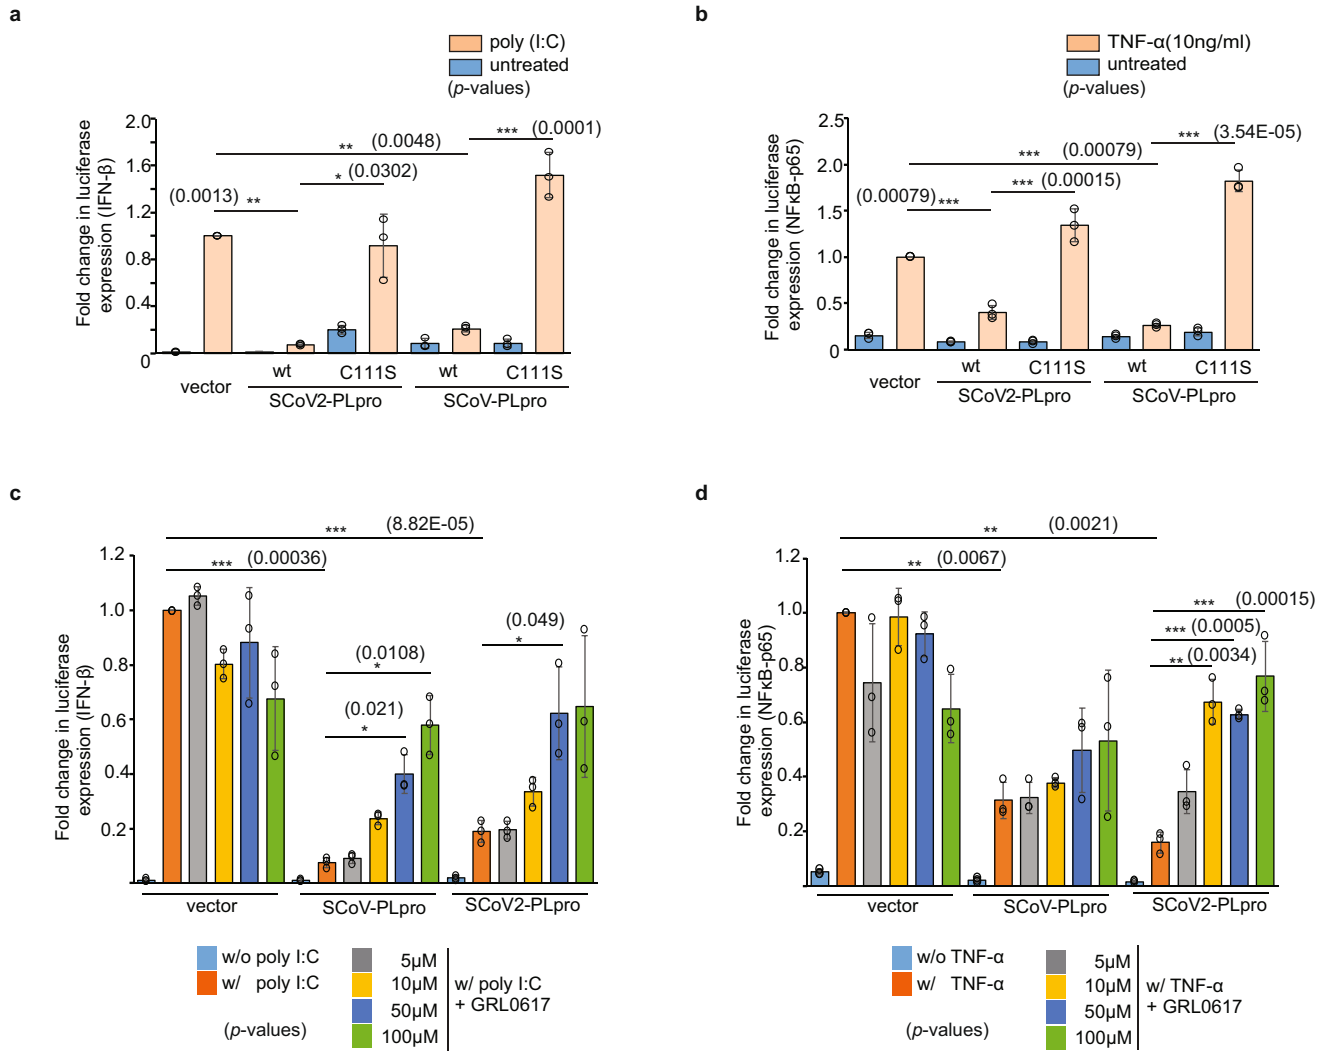 a
poly (I:C)
untreated
(p-values)
Fold change in luciferase
expression (IFN-β)
2.0
1.6
1.2
0.8
0.4
0
(0.0013)
**
**
(0.0048)
*
(0.0302)
***
(0.0001)
vector
wt
C111S
wt
C111S
SCoV2-PLpro
SCoV-PLpro
b
TNF-α(10ng/ml)
untreated
(p-values)
Fold change in luciferase
expression (NFκB-p65)
2.5
2.0
1.5
1.0
0.5
0
(0.00079)
***
***
(0.00079)
***
(0.00015)
***
(3.54E-05)
vector
wt
C111S
wt
C111S
SCoV2-PLpro
SCoV-PLpro
c
Fold change in luciferase
expression (IFN-β)
1.2
1.0
0.8
0.6
0.4
0.2
***
(8.82E-05)
***
(0.00036)
(0.0108)
*
(0.021)
*
(0.049)
*
vector
SCoV-PLpro
SCoV2-PLpro
w/o poly I:C
w/ poly I:C
(p-values)
5µM
10µM
50µM
100µM
w/ poly I:C
+ GRL0617
d
Fold change in luciferase
expression (NFκB-p65)
1.2
1.0
0.8
0.6
0.4
0.2
**
(0.0021)
**
(0.0067)
***
(0.00015)
***
(0.0005)
**
(0.0034)
vector
SCoV-PLpro
SCoV2-PLpro
w/o TNF-α
w/ TNF-α
(p-values)
5µM
10µM
50µM
100µM
w/ TNF-α
+ GRL0617